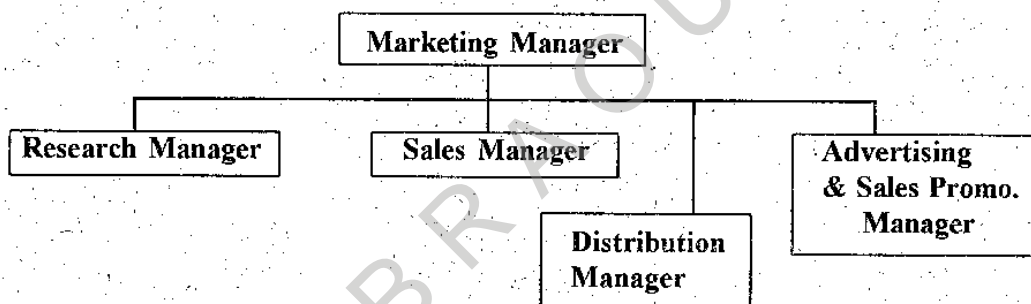 Marketing Manager
Research Manager
Sales Manager
Advertising
& Sales Promo.
Manager
Distribution
Manager
B R A O U